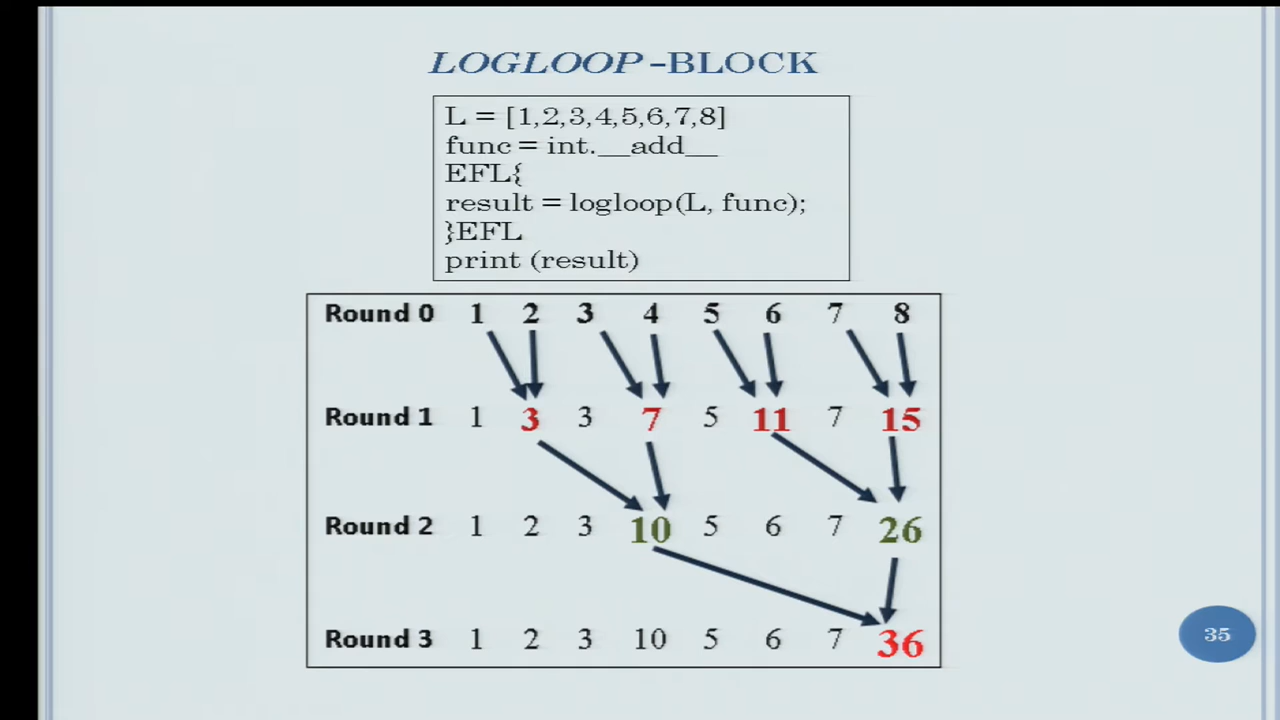 LOGLOOP-BLOCK
L = [1,2,3,4,5,6,7,8]
func = int.__add__
EFL{
result = logloop(L, func);
}EFL
print (result)
Round 0 1 2 3 4 5 6 7 8
Round 1 1 3 3 7 5 11 7 15
Round 2 1 2 3 10 5 6 7 26
Round 3 1 2 3 10 5 6 7 36
35